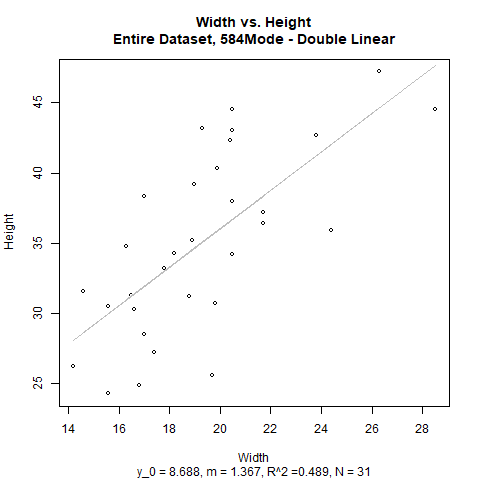 Width vs. Height
Entire Dataset, 584Mode - Double Linear
45
40
35
30
25
Height
14 16 18 20 22 24 26 28
Width
y_0 = 8.688, m = 1.367, R^2 =0.489, N = 31